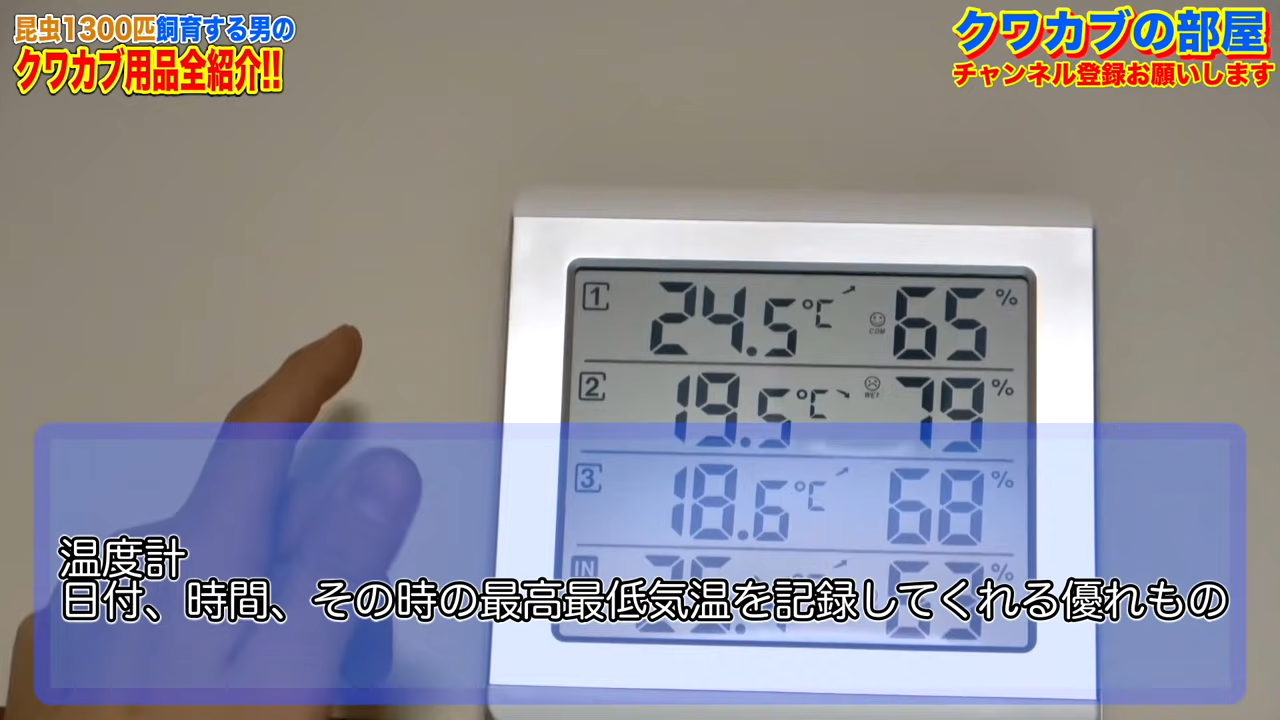 昆虫1300匹飼育する男の
クワカブ用品全紹介!!
クワカブの部屋
チャンネル登録お願いします
1 24.5℃ COM 65%
2 19.5℃ WET 79%
3 18.6℃ 68%
IN 63%
温度計
日付、時間、その時の最高最低気温を記録してくれる優れもの